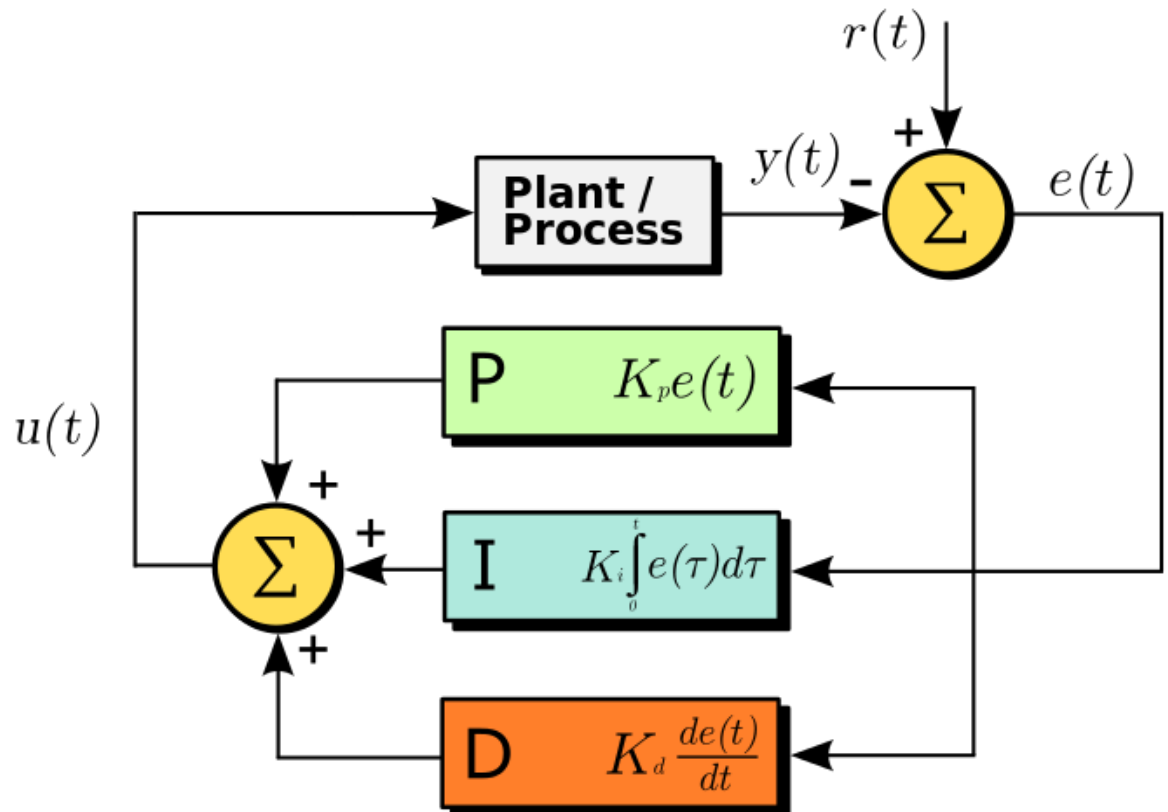 r(t)
+
Plant /
Process
y(t)
-
Σ
e(t)
P K_p e(t)
u(t)
+
+
Σ
I K_i ∫_0^t e(τ)dτ
+
D K_d de(t)/dt